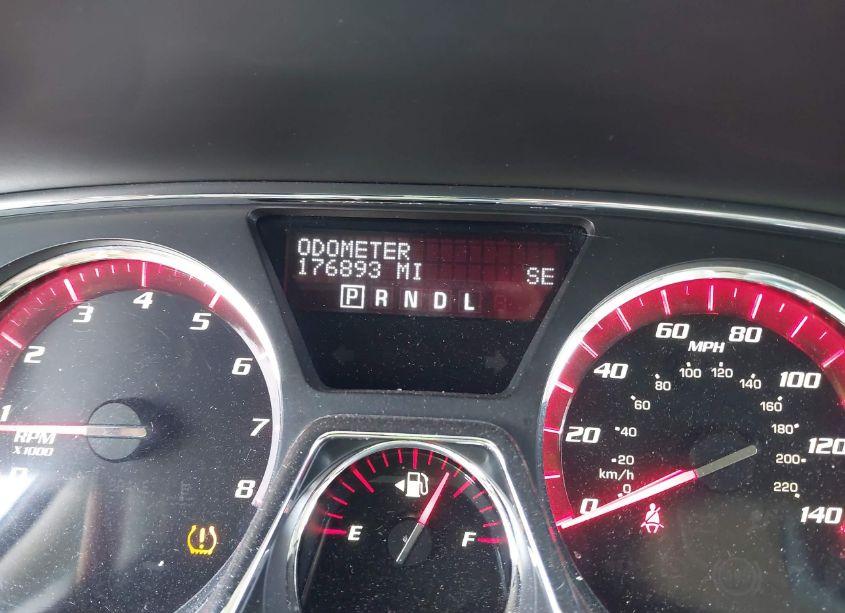 ODOMETER
176893 MI SE
P R N D L
1 2 3 4 5 6 7 8
RPM
X1000
E F
0 20 40 60 80 100 120 140
MPH
0 20 40 60 80 100 120 140 160 180 200 220
km/h